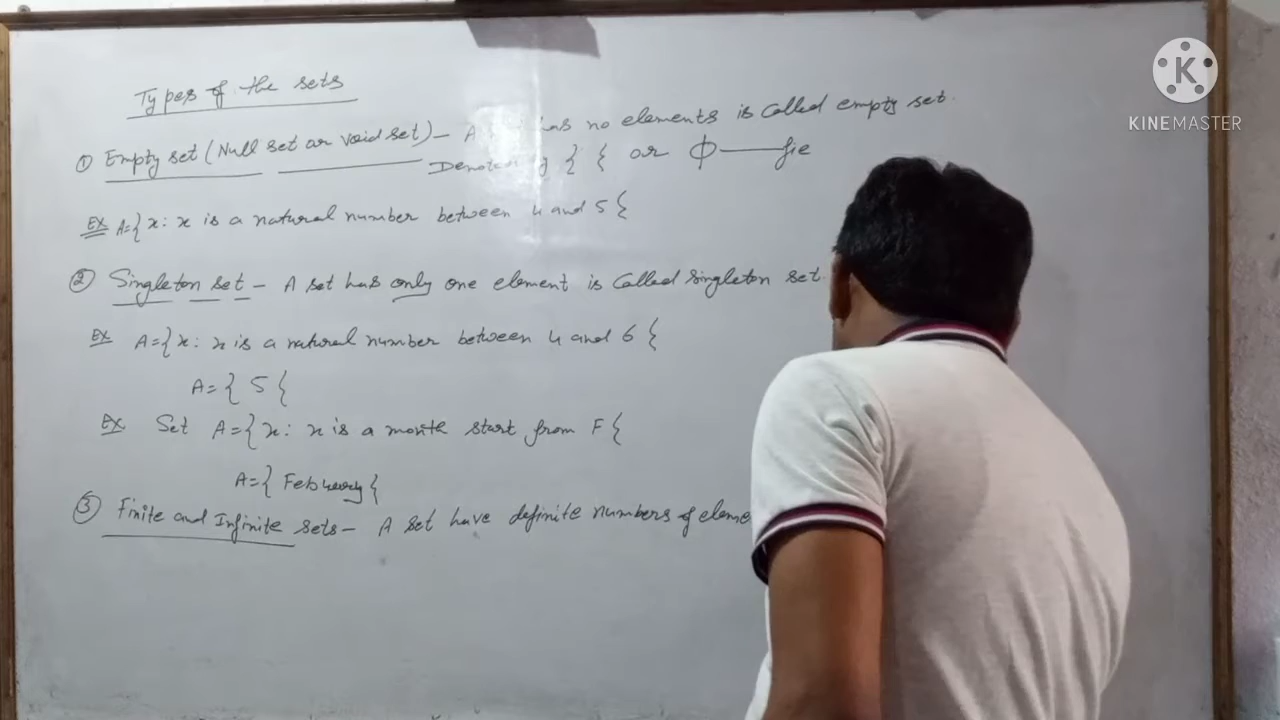 Types of the sets
① Empty set (Null set or void set) – A has no elements is called empty set.
{ { or Φ — fie
Ex A={x: x is a natural number between 4 and 5{
② Singleton set – A set has only one element is called singleton set.
Ex A={x: x is a natural number between 4 and 6{
A={ 5{
Ex Set A={x: x is a month start from F{
A={ February{
③ Finite and Infinite sets – A set have definite numbers of eleme
K
KINEMASTER